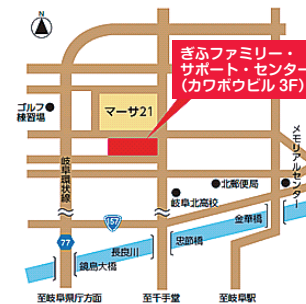 N
ぎふファミリー・
サポート・センター
(カワボウビル 3F)
ゴルフ
練習場
マーサ21
岐阜環状線
メモリアルセンター
北郵便局
岐阜北高校
157
金華橋
77
忠節橋
長良川
鏡島大橋
至岐阜県庁方面
至千手堂
至岐阜駅